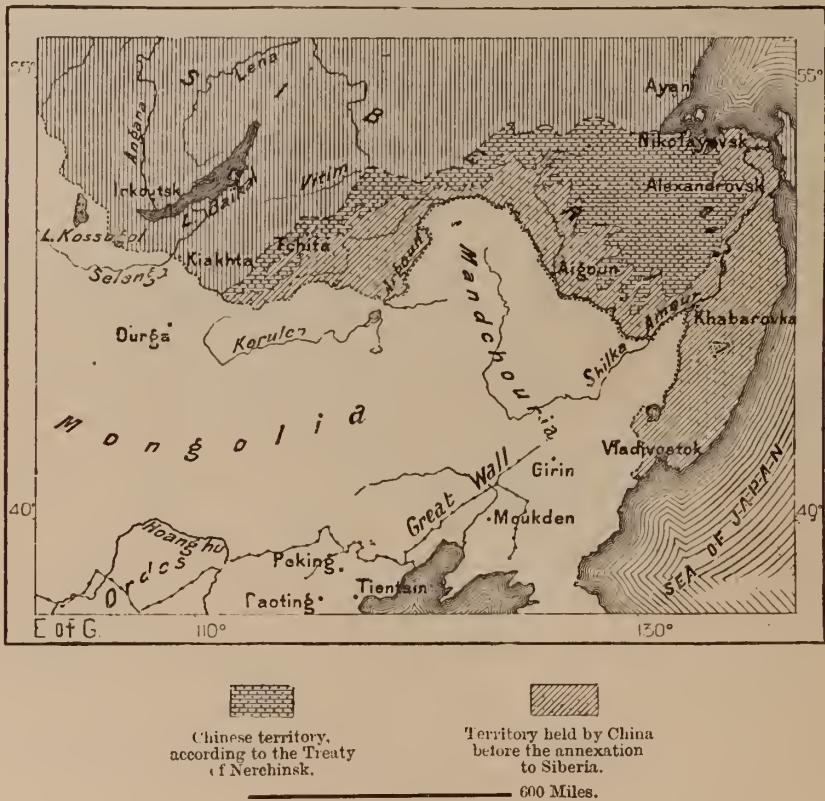 55°
55°
S
I
B
Lena
Angara
Ayan
Nikolayevsk
Irkoutsk
L. Baikal
Vitim
Alexandrovsk
L. Kossugol
Tchita
Kiakhta
Selenga
Argoun
Aigoun
Amour
Khabarovka
Ourga
Kerulen
Mandchouria
Shilka
Mongolia
Vladivostok
Great Wall
Girin
40°
40°
Moukden
Hoang hu
Ordos
Peking
Tientsin
Paoting
SEA OF JAPAN
E of G.
110°
130°
Chinese territory,
according to the Treaty
of Nerchinsk.
Territory held by China
before the annexation
to Siberia.
600 Miles.